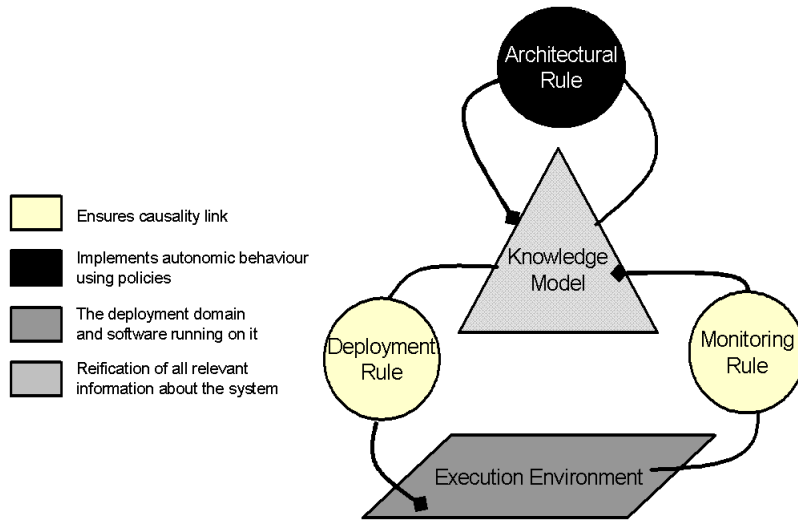 Architectural
Rule
Knowledge
Model
Deployment
Rule
Monitoring
Rule
Execution Environment
Ensures causality link
Implements autonomic behaviour
using policies
The deployment domain
and software running on it
Reification of all relevant
information about the system